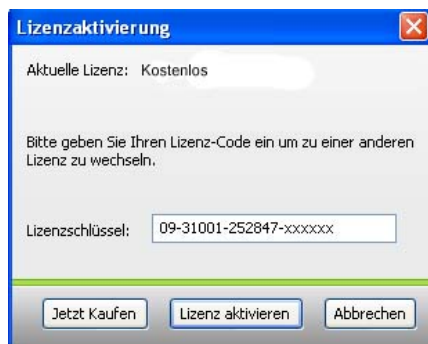 Lizenzaktivierung
Aktuelle Lizenz: Kostenlos
Bitte geben Sie Ihren Lizenz-Code ein um zu einer anderen
Lizenz zu wechseln.
Lizenzschlüssel: 09-31001-252847-xxxxxx
Jetzt Kaufen Lizenz aktivieren Abbrechen